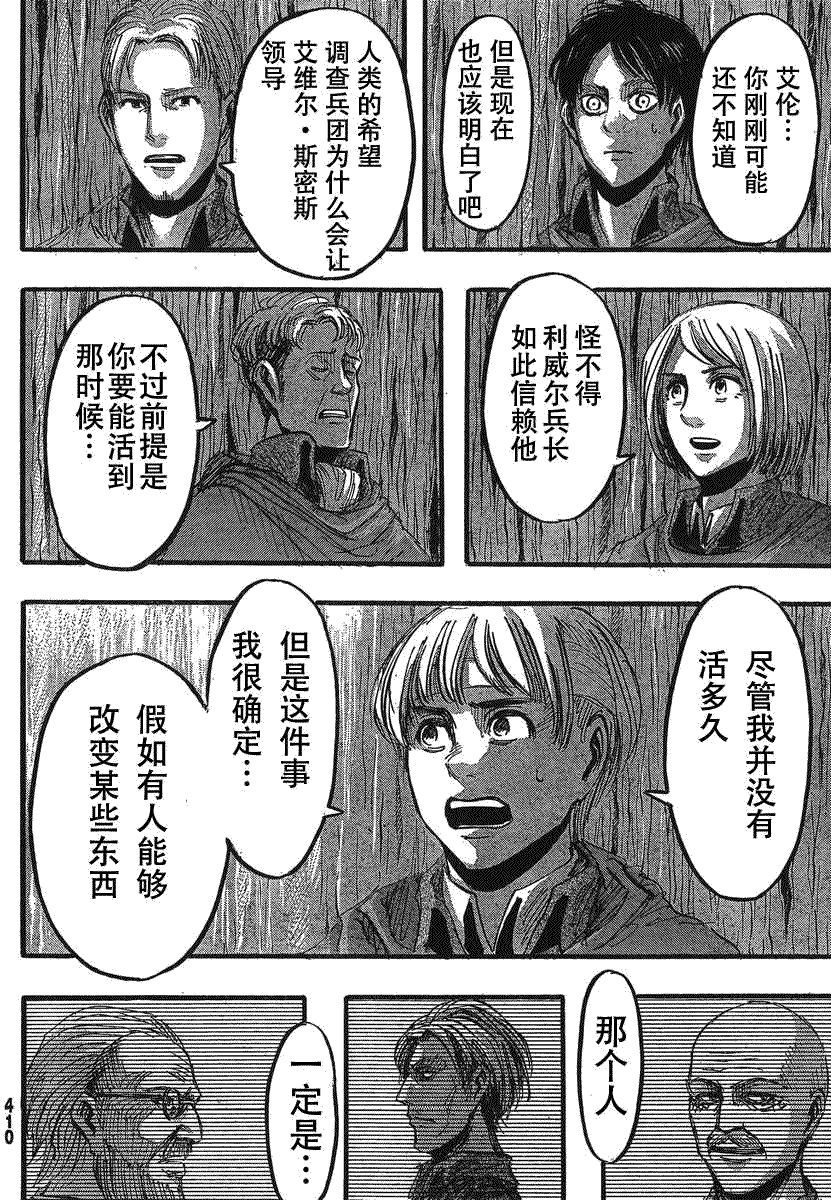 艾伦…
你刚刚可能
还不知道
但是现在
也应该明白了吧
人类的希望
调查兵团为什么会让
艾维尔·斯密斯
领导
怪不得
利威尔兵长
如此信赖他
不过前提是
你要能活到
那时候…
尽管我并没有
活多久
但是这件事
我很确定…
假如有人能够
改变某些东西
那个人
一定是…
410